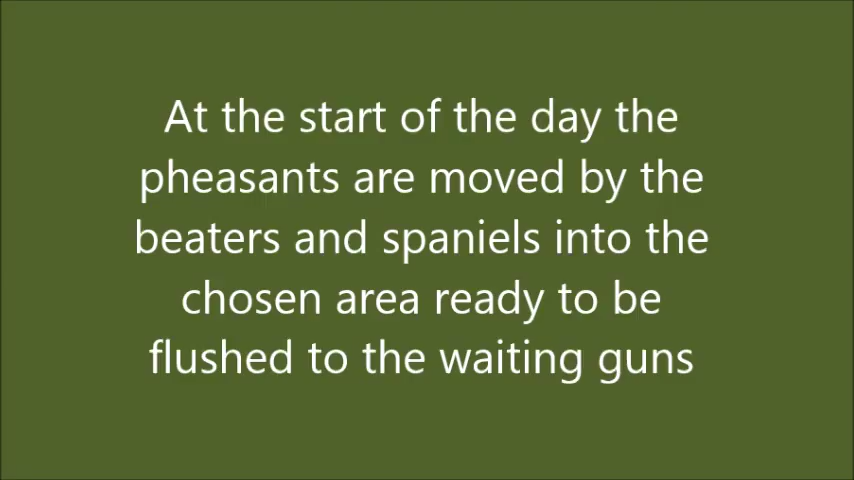 At the start of the day the
pheasants are moved by the
beaters and spaniels into the
chosen area ready to be
flushed to the waiting guns